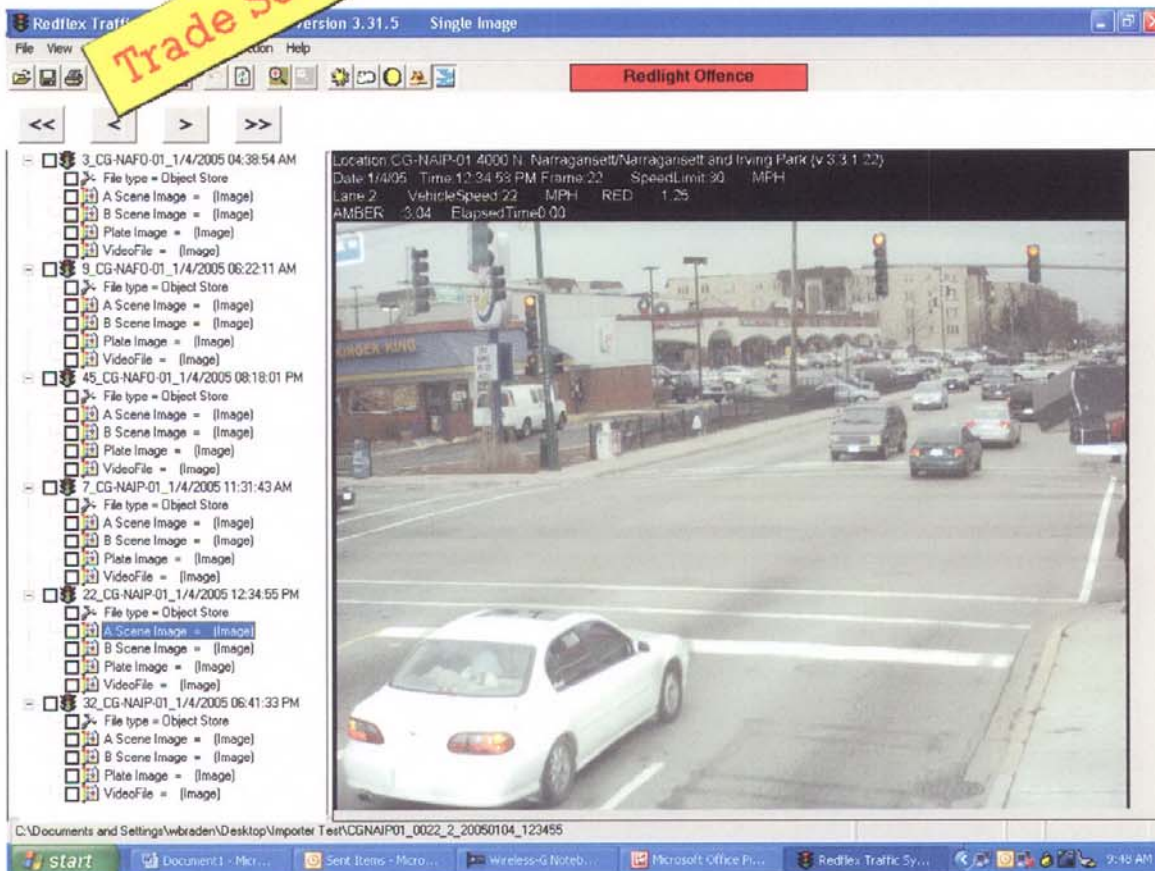 Redflex Traffi
ersion 3.31.5 Single Image
Trade Se
File View
ction Help
Redlight Offence
<< < > >>
3_CG-NAFO-01_1/4/2005 04:38:54 AM
File type = Object Store
A Scene Image = (Image)
B Scene Image = (Image)
Plate Image = (Image)
VideoFile = (Image)
9_CG-NAFO-01_1/4/2005 06:22:11 AM
File type = Object Store
A Scene Image = (Image)
B Scene Image = (Image)
Plate Image = (Image)
VideoFile = (Image)
45_CG-NAFO-01_1/4/2005 08:18:01 PM
File type = Object Store
A Scene Image = (Image)
B Scene Image = (Image)
Plate Image = (Image)
VideoFile = (Image)
7_CG-NAIP-01_1/4/2005 11:31:43 AM
File type = Object Store
A Scene Image = (Image)
B Scene Image = (Image)
Plate Image = (Image)
VideoFile = (Image)
22_CG-NAIP-01_1/4/2005 12:34:55 PM
File type = Object Store
A Scene Image = (Image)
B Scene Image = (Image)
Plate Image = (Image)
VideoFile = (Image)
32_CG-NAIP-01_1/4/2005 06:41:33 PM
File type = Object Store
A Scene Image = (Image)
B Scene Image = (Image)
Plate Image = (Image)
VideoFile = (Image)
Location:CG-NAIP-01 4000 N. Narragansett/Narragansett and Irving Park (v 3.3.1.22)
Date:1/4/05 Time:12:34:53 PM Frame:22 SpeedLimit:30 MPH
Lane:2 VehicleSpeed:22 MPH RED 1.25
AMBER :3.04 ElapsedTime0.00
KING
C:\Documents and Settings\wbraden\Desktop\Importer Test\CGNAIP01_0022_2_20050104_123455
start
Document1 - Micr...
Sent Items - Micro...
Wireless-G Noteb...
Microsoft Office Pi...
Redflex Traffic Sy...
9:48 AM